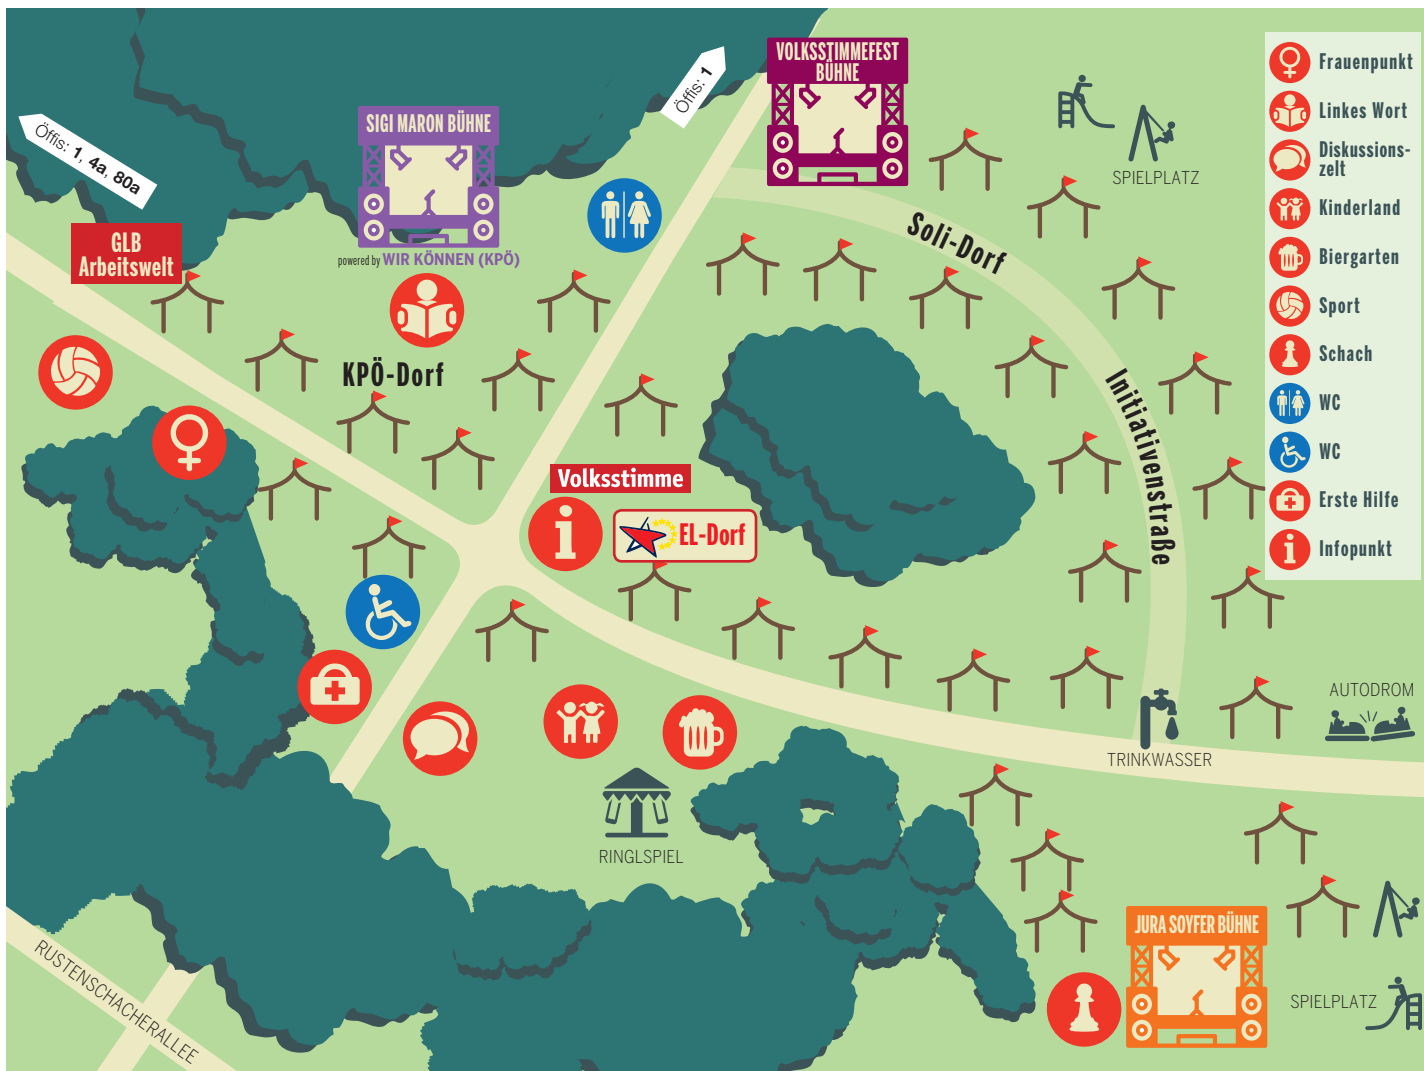 Öffis: 1, 4a, 80a
Öffis: 1
SIGI MARON BÜHNE
powered by WIR KÖNNEN (KPÖ)
VOLKSSTIMMEFEST
BÜHNE
SPIELPLATZ
GLB
Arbeitswelt
KPÖ-Dorf
Soli-Dorf
Initiativenstraße
Volksstimme
i
EL-Dorf
AUTODROM
TRINKWASSER
RINGLSPIEL
JURA SOYFER BÜHNE
SPIELPLATZ
RUSTENSCHACHERALLEE
Frauenpunkt
Linkes Wort
Diskussions-
zelt
Kinderland
Biergarten
Sport
Schach
WC
WC
Erste Hilfe
i Infopunkt